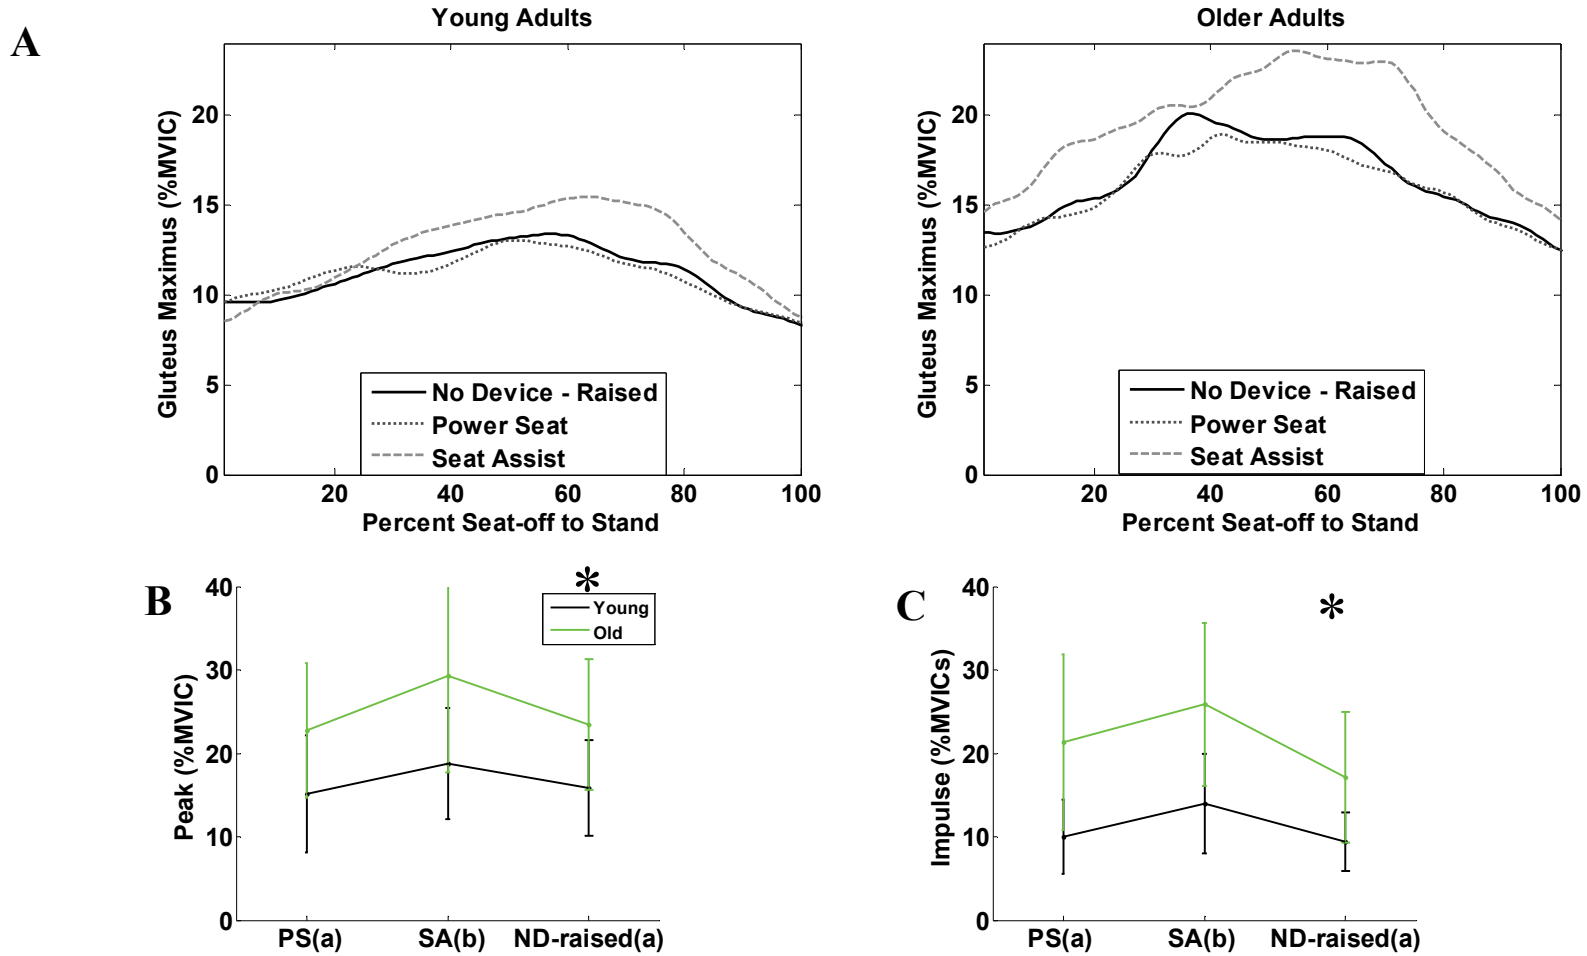 A
Young Adults
Gluteus Maximus (%MVIC)
20
15
10
5
0
No Device - Raised
Power Seat
Seat Assist
20 40 60 80 100
Percent Seat-off to Stand
Older Adults
Gluteus Maximus (%MVIC)
20
15
10
5
0
No Device - Raised
Power Seat
Seat Assist
20 40 60 80 100
Percent Seat-off to Stand
B
Peak (%MVIC)
40
30
20
10
0
*
Young
Old
PS(a) SA(b) ND-raised(a)
C
Impulse (%MVICs)
40
30
20
10
0
*
PS(a) SA(b) ND-raised(a)